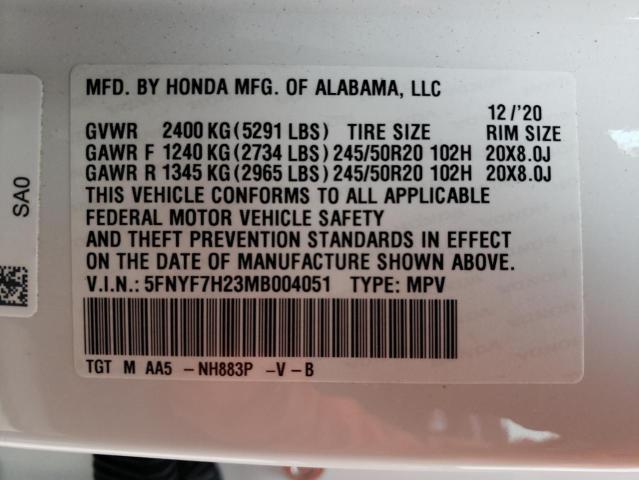 MFD. BY HONDA MFG. OF ALABAMA, LLC
12/'20
GVWR 2400 KG(5291 LBS) TIRE SIZE RIM SIZE
GAWR F 1240 KG(2734 LBS)245/50R20 102H 20X8.0J
GAWR R 1345 KG(2965 LBS)245/50R20 102H 20X8.0J
THIS VEHICLE CONFORMS TO ALL APPLICABLE
FEDERAL MOTOR VEHICLE SAFETY
AND THEFT PREVENTION STANDARDS IN EFFECT
ON THE DATE OF MANUFACTURE SHOWN ABOVE.
V.I.N.: 5FNYF7H23MB004051 TYPE: MPV
TGT M AA5 -NH883P -V-B
SA0